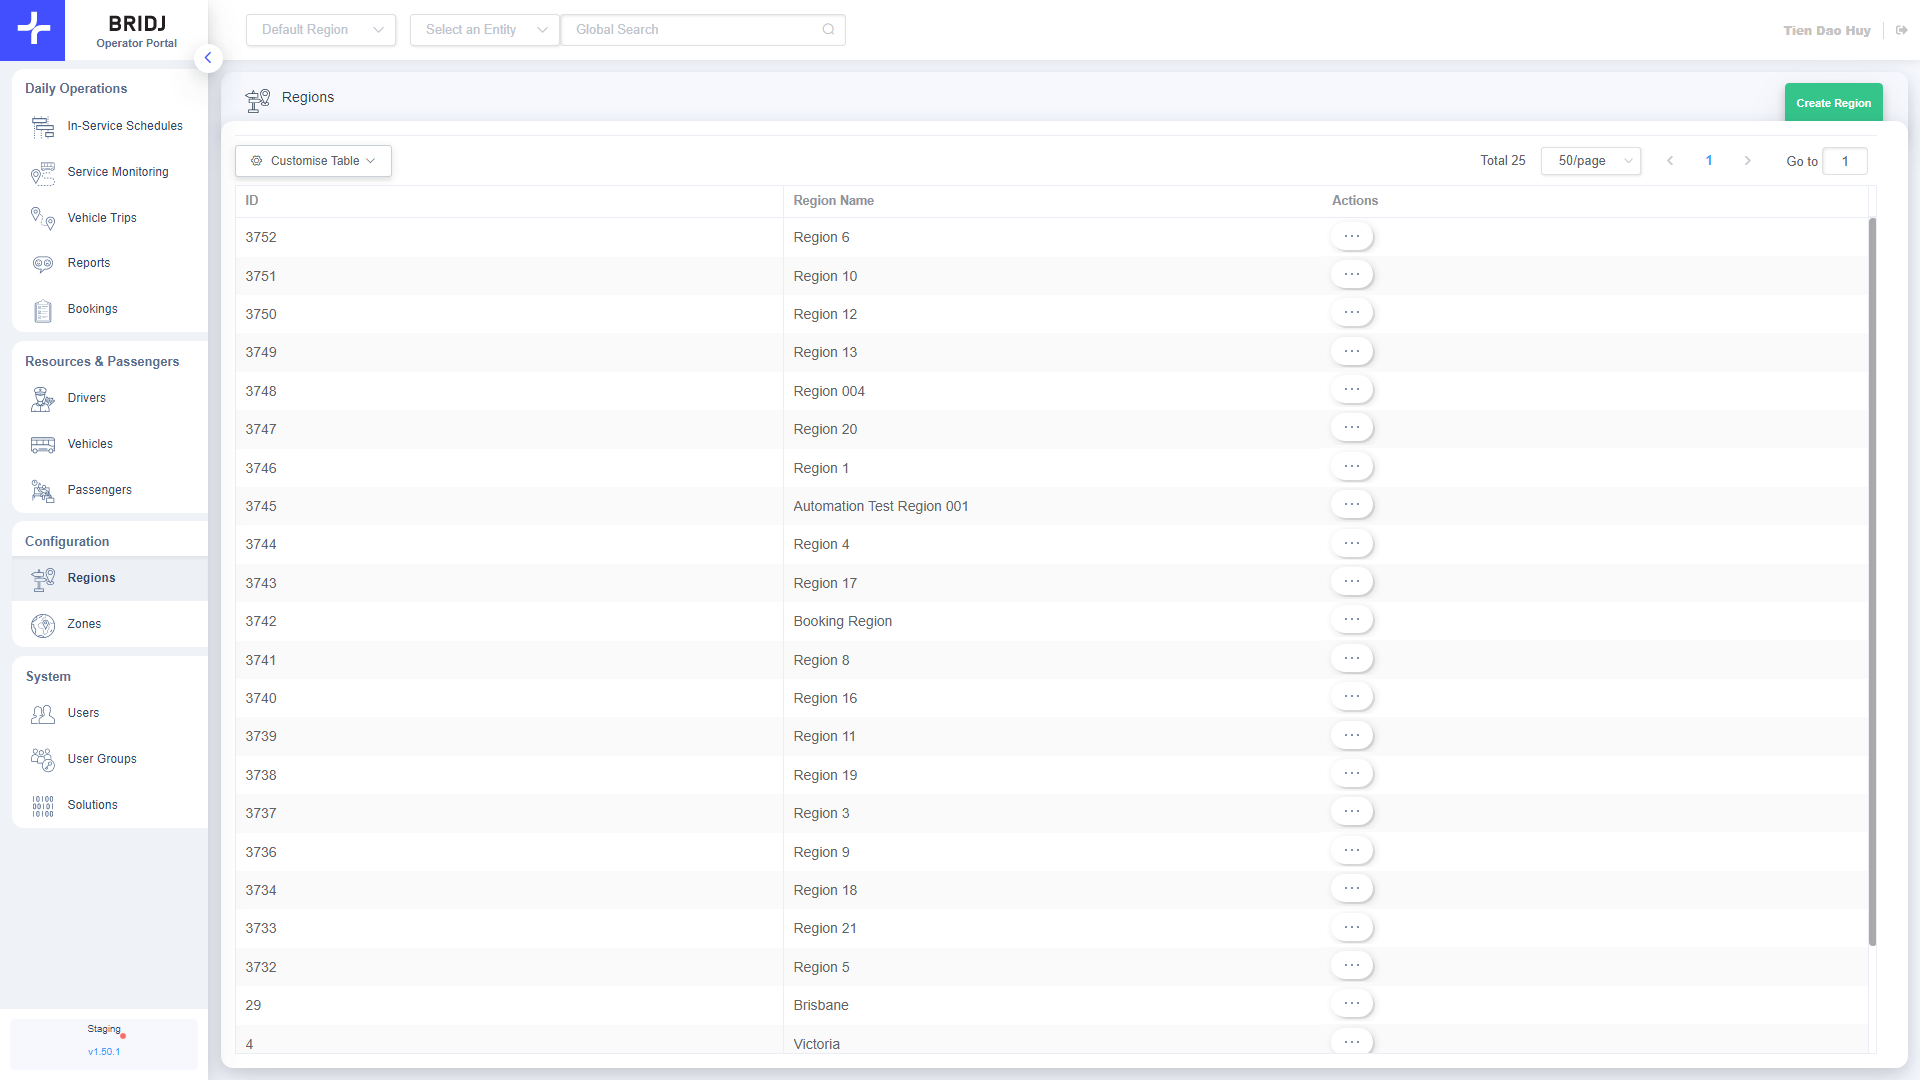 BRIDJ
Operator Portal
Default Region
Select an Entity
Global Search
Tien Dao Huy
Daily Operations
In-Service Schedules
Service Monitoring
Vehicle Trips
Reports
Bookings
Resources & Passengers
Drivers
Vehicles
Passengers
Configuration
Regions
Zones
System
Users
User Groups
Solutions
Staging
v1.50.1
Regions
Create Region
Customise Table
Total 25
50/page
1
Go to 1
ID Region Name Actions
3752 Region 6
3751 Region 10
3750 Region 12
3749 Region 13
3748 Region 004
3747 Region 20
3746 Region 1
3745 Automation Test Region 001
3744 Region 4
3743 Region 17
3742 Booking Region
3741 Region 8
3740 Region 16
3739 Region 11
3738 Region 19
3737 Region 3
3736 Region 9
3734 Region 18
3733 Region 21
3732 Region 5
29 Brisbane
4 Victoria